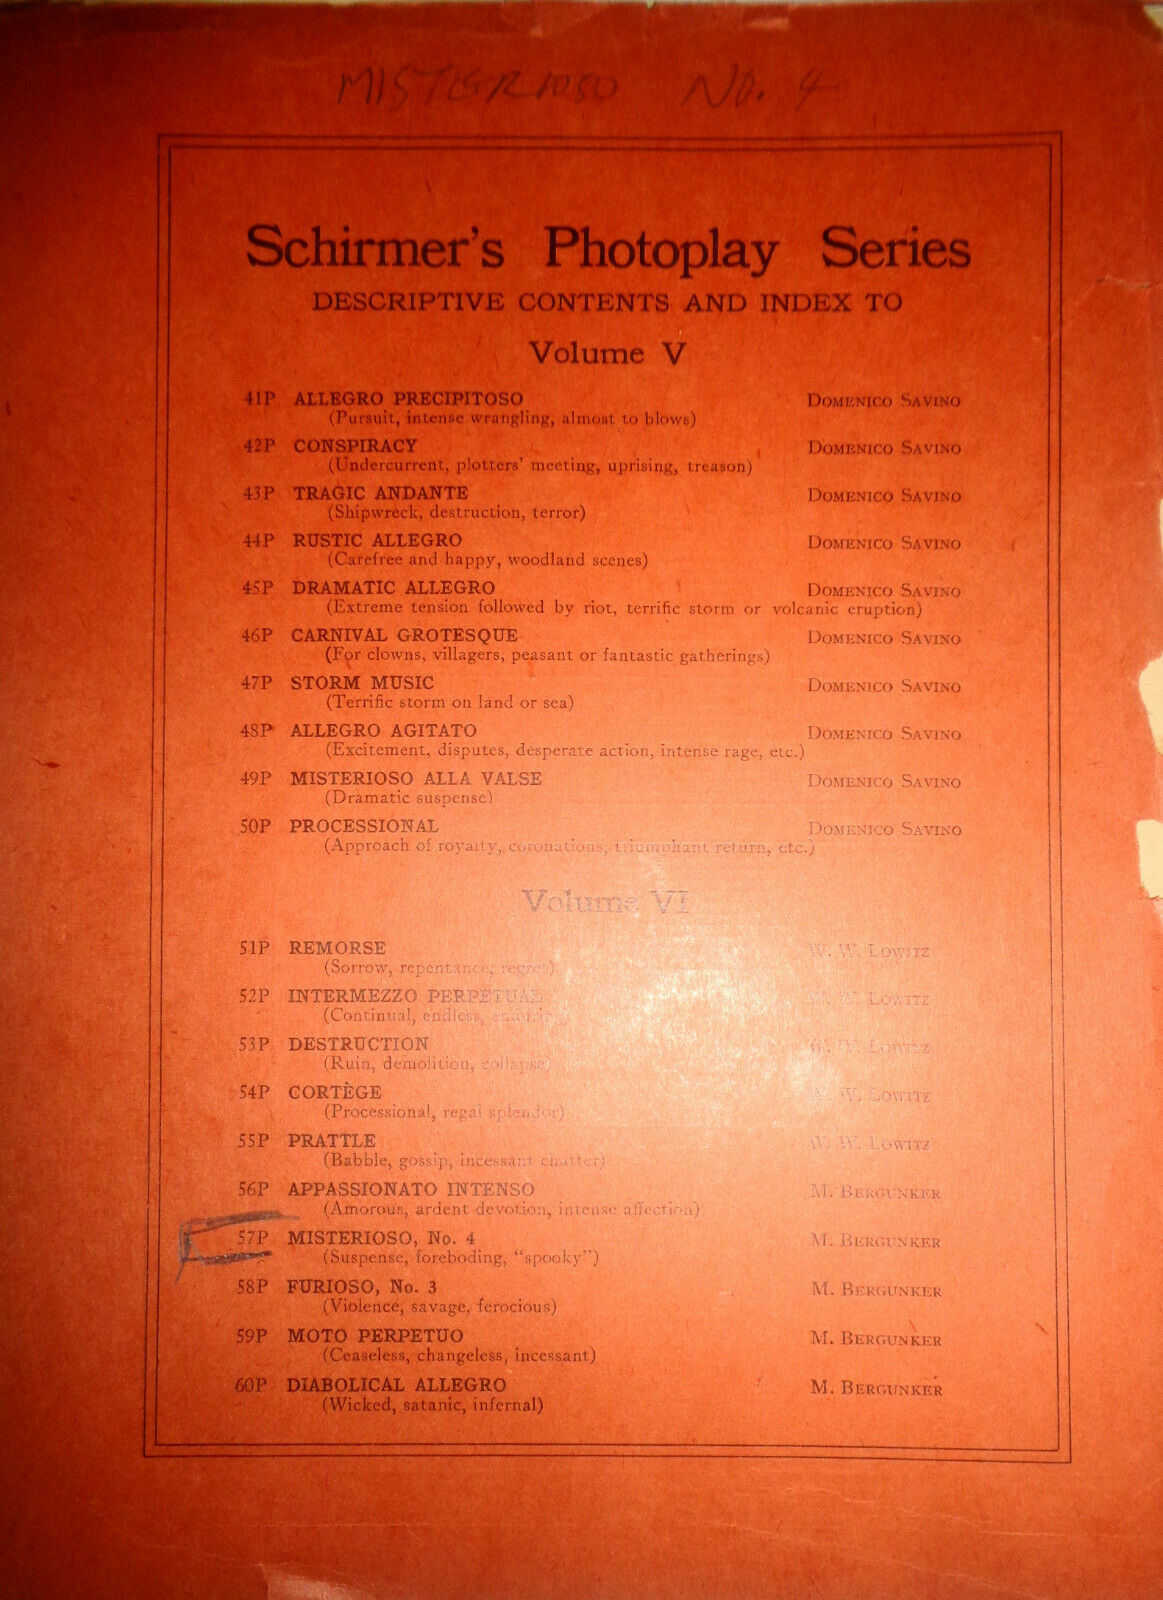 MISTERIOSO NO. 4
Schirmer's Photoplay Series
DESCRIPTIVE CONTENTS AND INDEX TO
Volume V
41P ALLEGRO PRECIPITOSO DOMENICO SAVINO
(Pursuit, intense wrangling, almost to blows)
42P CONSPIRACY DOMENICO SAVINO
(Undercurrent, plotters' meeting, uprising, treason)
43P TRAGIC ANDANTE DOMENICO SAVINO
(Shipwreck, destruction, terror)
44P RUSTIC ALLEGRO DOMENICO SAVINO
(Carefree and happy, woodland scenes)
45P DRAMATIC ALLEGRO DOMENICO SAVINO
(Extreme tension followed by riot, terrific storm or volcanic eruption)
46P CARNIVAL GROTESQUE DOMENICO SAVINO
(For clowns, villagers, peasant or fantastic gatherings)
47P STORM MUSIC DOMENICO SAVINO
(Terrific storm on land or sea)
48P ALLEGRO AGITATO DOMENICO SAVINO
(Excitement, disputes, desperate action, intense rage, etc.)
49P MISTERIOSO ALLA VALSE DOMENICO SAVINO
(Dramatic suspense)
50P PROCESSIONAL DOMENICO SAVINO
(Approach of royalty, coronations, triumphant return, etc.)
Volume VI
51P REMORSE W. W. LOWITZ
(Sorrow, repentance, regret)
52P INTERMEZZO PERPETUAL W. W. LOWITZ
(Continual, endless, enduring)
53P DESTRUCTION W. W. LOWITZ
(Ruin, demolition, collapse)
54P CORTÈGE W. W. LOWITZ
(Processional, regal splendor)
55P PRATTLE W. W. LOWITZ
(Babble, gossip, incessant chatter)
56P APPASSIONATO INTENSO M. BERGUNKER
(Amorous, ardent devotion, intense affection)
57P MISTERIOSO, No. 4 M. BERGUNKER
(Suspense, foreboding, "spooky")
58P FURIOSO, No. 3 M. BERGUNKER
(Violence, savage, ferocious)
59P MOTO PERPETUO M. BERGUNKER
(Ceaseless, changeless, incessant)
60P DIABOLICAL ALLEGRO M. BERGUNKER
(Wicked, satanic, infernal)